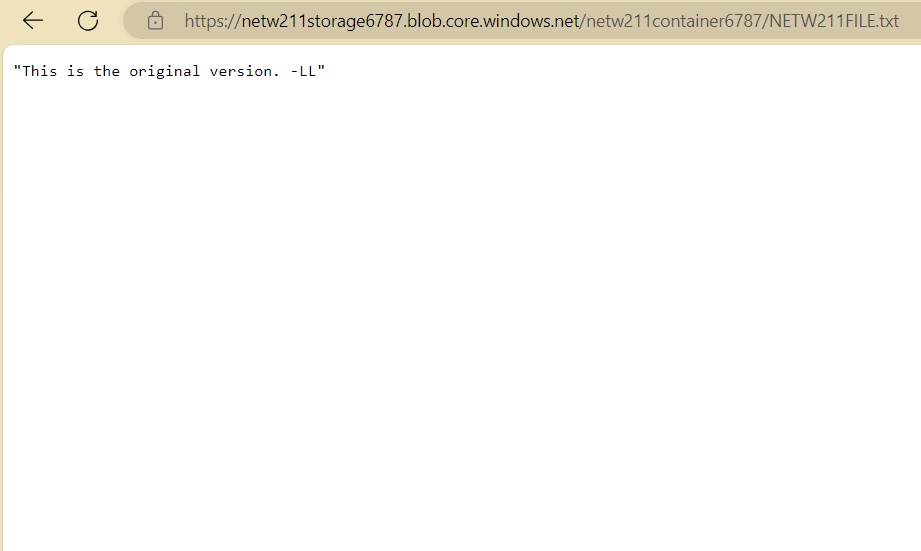 https://netw211storage6787.blob.core.windows.net/netw211container6787/NETW211FILE.txt
"This is the original version. -LL"